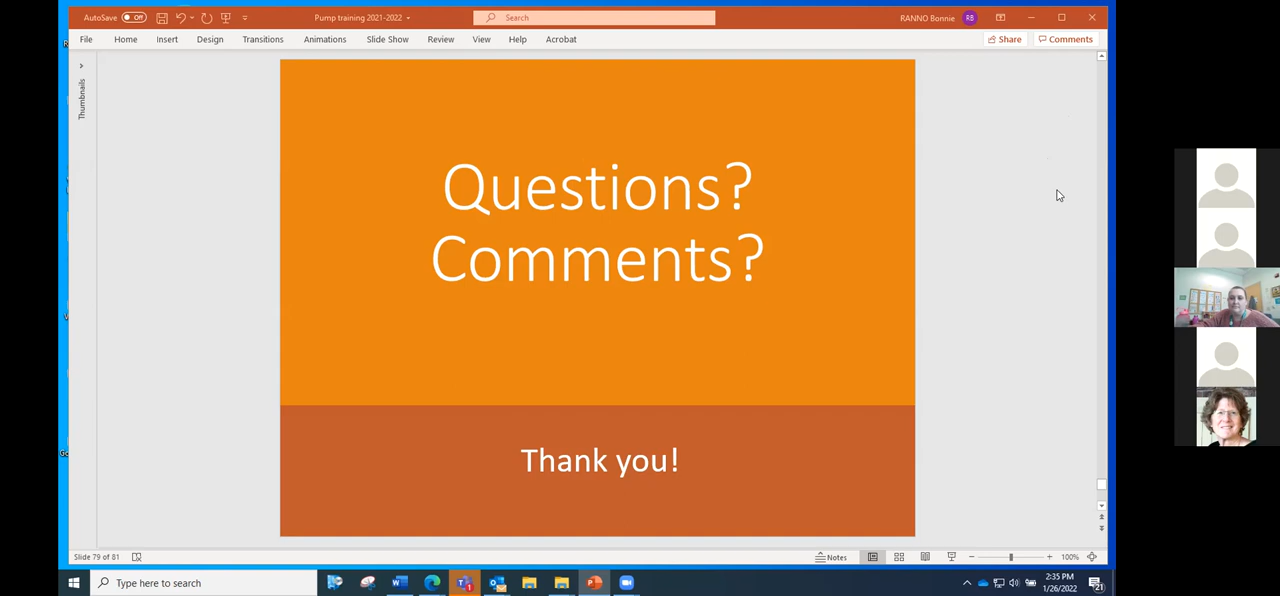 AutoSave Off
Pump training 2021-2022
Search
RANNO Bonnie RB
File Home Insert Design Transitions Animations Slide Show Review View Help Acrobat
Share Comments
Thumbnails
Questions?
Comments?
Thank you!
Slide 79 of 81
Notes
100%
Type here to search
2:35 PM
1/26/2022
21